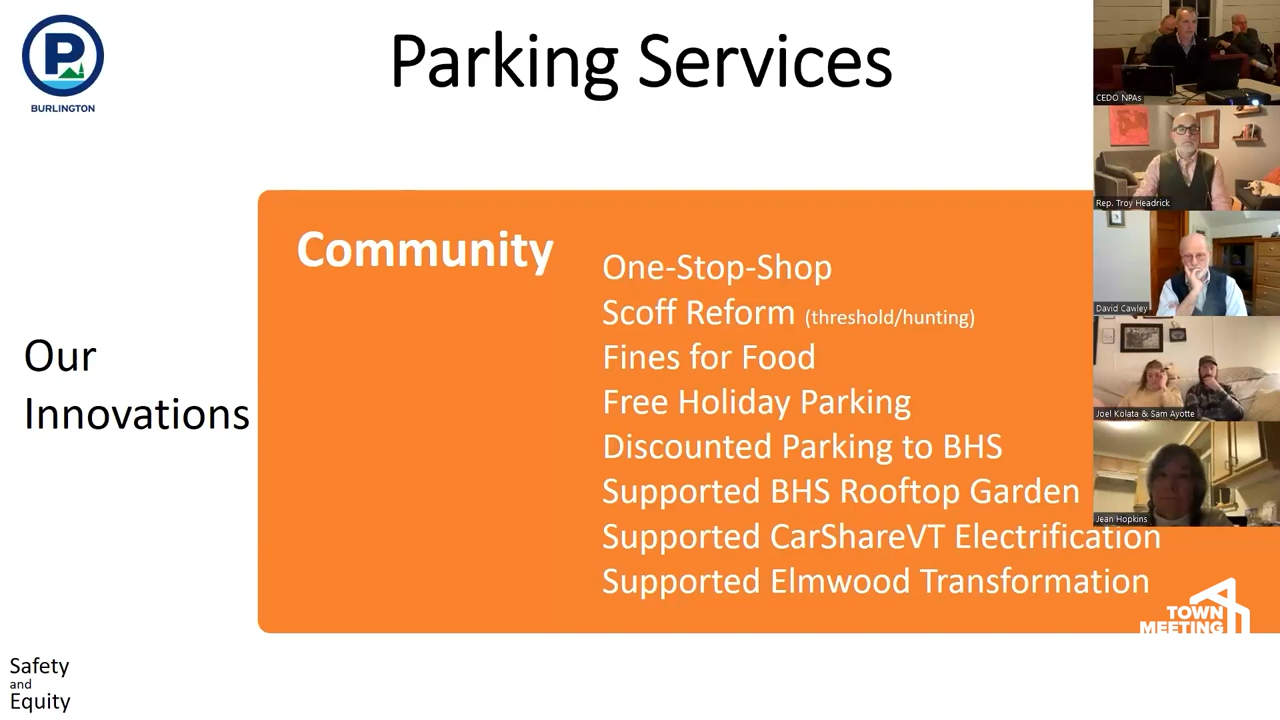 P
BURLINGTON
Parking Services
Our
Innovations
Community
One-Stop-Shop
Scoff Reform (threshold/hunting)
Fines for Food
Free Holiday Parking
Discounted Parking to BHS
Supported BHS Rooftop Garden
Supported CarShareVT Electrification
Supported Elmwood Transformation
Safety
and
Equity
CEDO NPAs
Rep. Troy Headrick
David Cawley
Joel Kolata & Sam Ayotte
Jean Hopkins
TOWN
MEETING